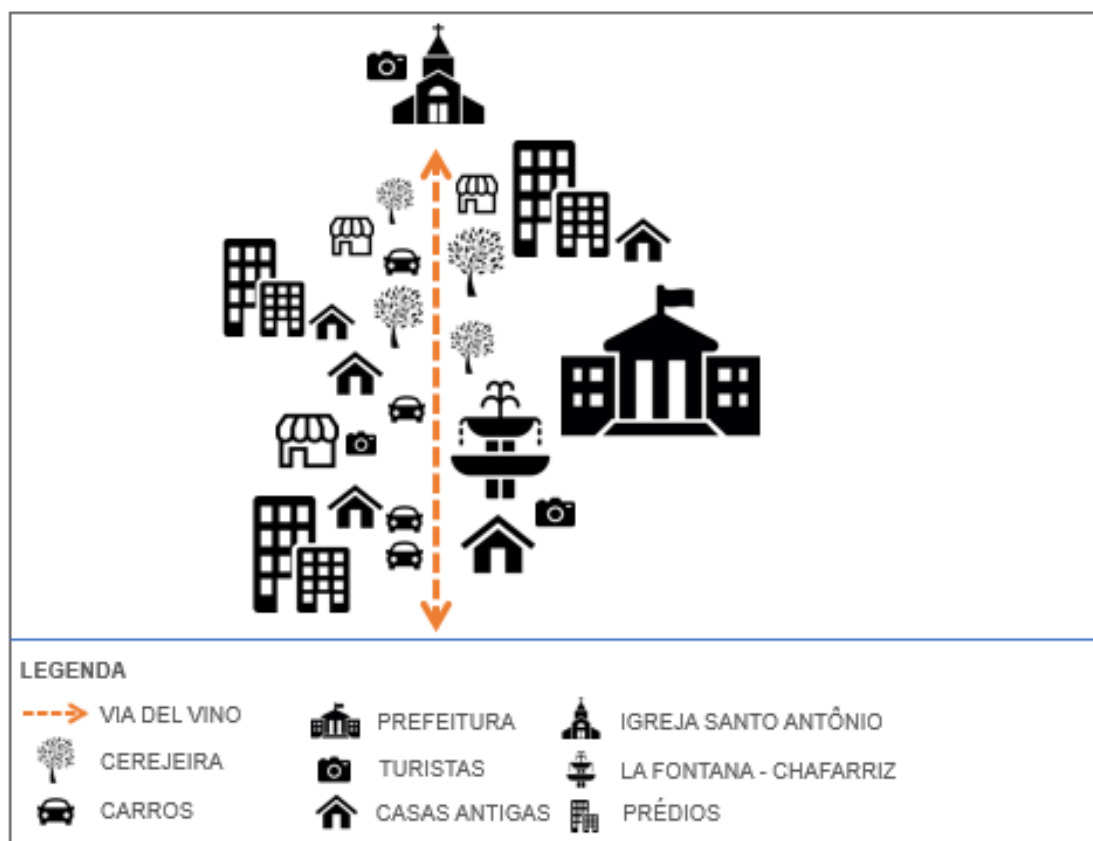 LEGENDA
VIA DEL VINO
PREFEITURA
IGREJA SANTO ANTÔNIO
CEREJEIRA
TURISTAS
LA FONTANA - CHAFARRIZ
CARROS
CASAS ANTIGAS
PRÉDIOS